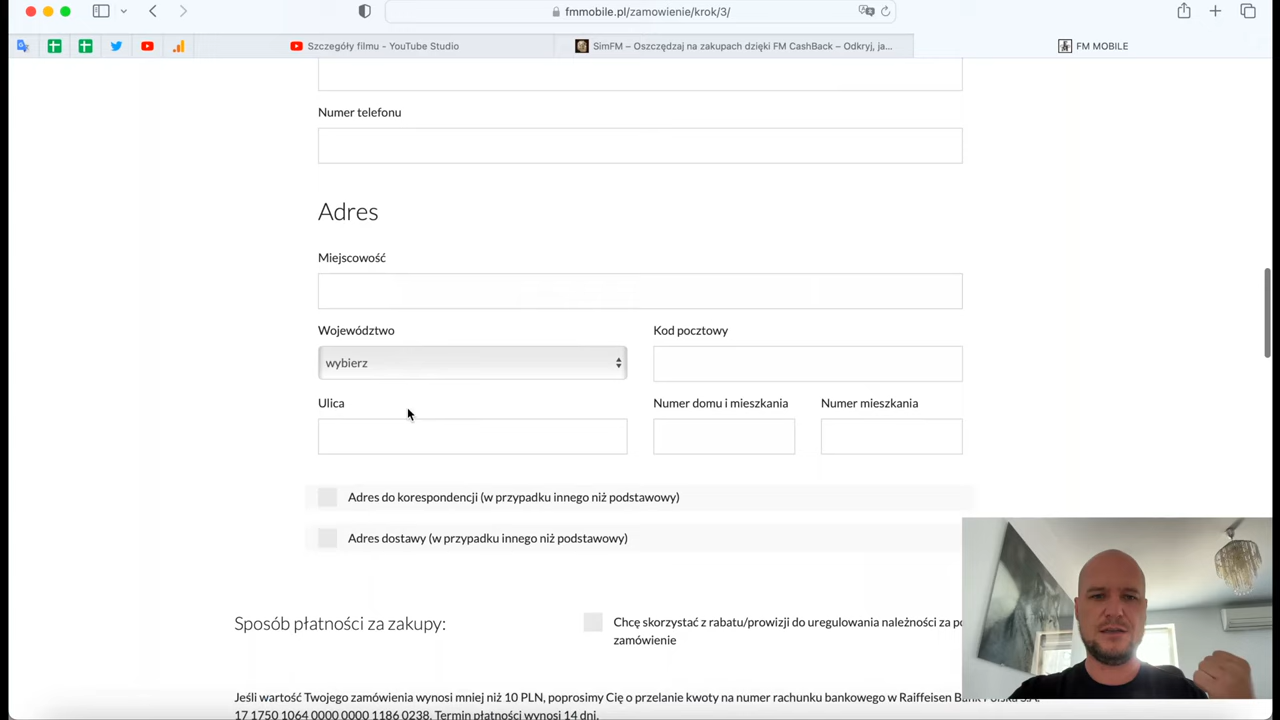 fmmobile.pl/zamowienie/krok/3/
Szczegóły filmu - YouTube Studio
SimFM – Oszczędzaj na zakupach dzięki FM CashBack – Odkryj, ja...
FM MOBILE
Numer telefonu
Adres
Miejscowość
Województwo
Kod pocztowy
wybierz
Ulica
Numer domu i mieszkania
Numer mieszkania
Adres do korespondencji (w przypadku innego niż podstawowy)
Adres dostawy (w przypadku innego niż podstawowy)
Sposób płatności za zakupy:
Chcę skorzystać z rabatu/prowizji do uregulowania należności za
zamówienie
Jeśli wartość Twojego zamówienia wynosi mniej niż 10 PLN, poprosimy Cię o przelanie kwoty na numer rachunku bankowego w Raiffeisen
17 1750 1064 0000 0000 1186 0238. Termin płatności wynosi 14 dni.